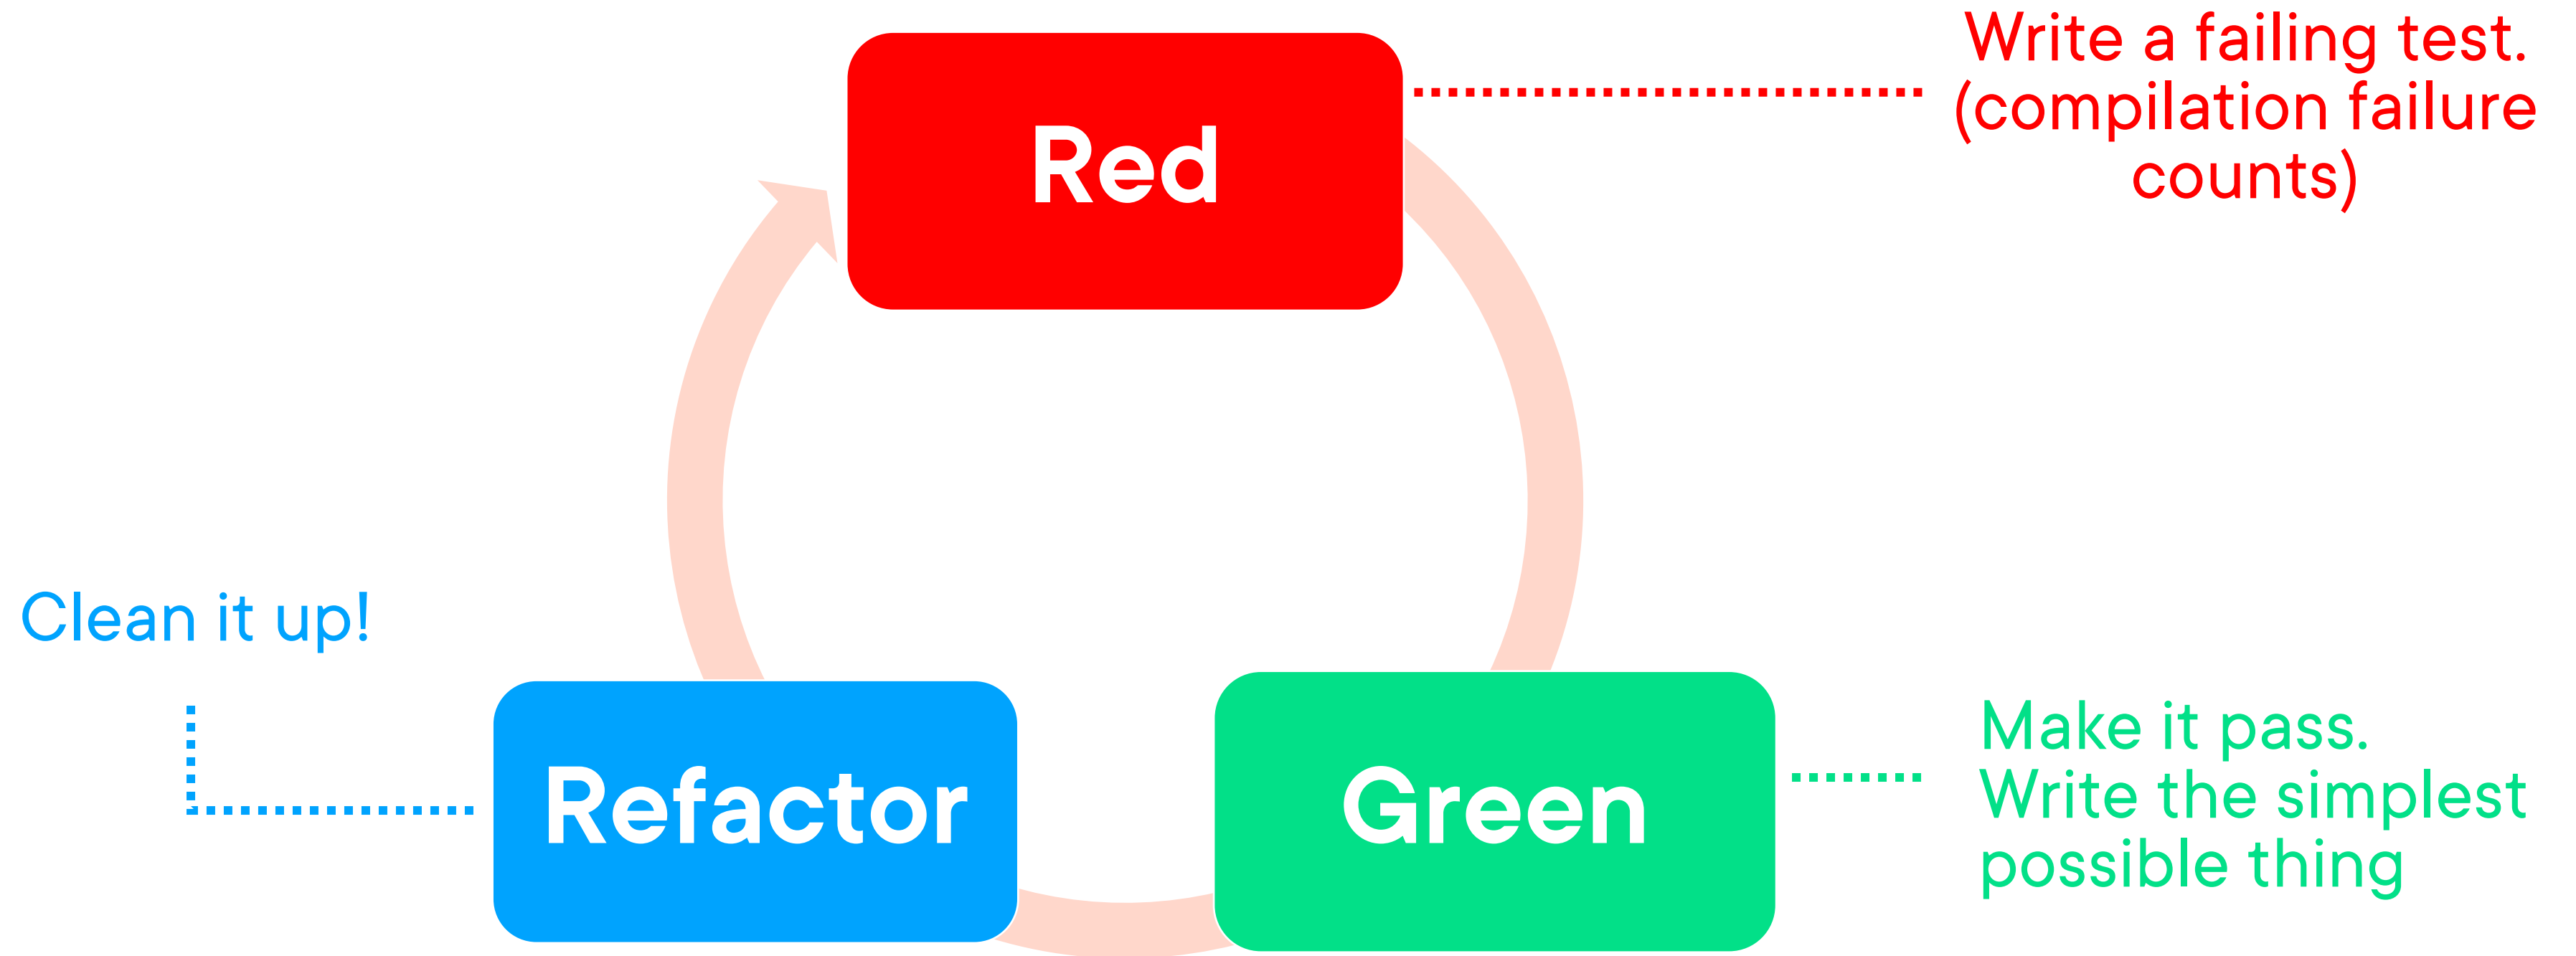 Red
Write a failing test.
(compilation failure
counts)
Clean it up!
Refactor
Green
Make it pass.
Write the simplest
possible thing